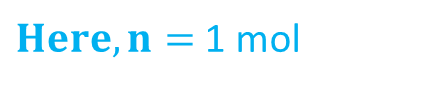 Here, n = 1 mol